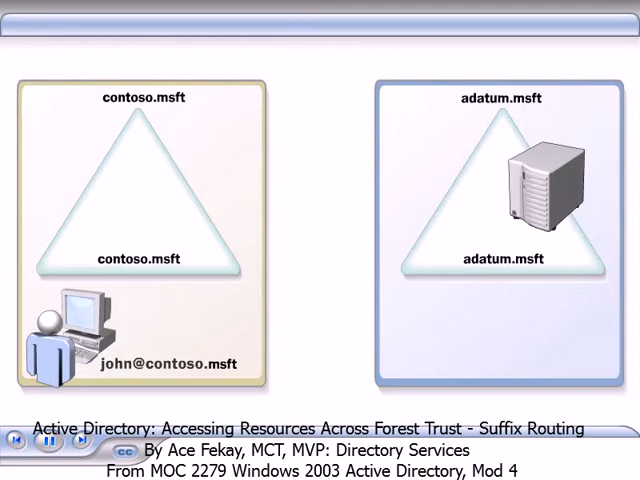 contoso.msft
adatum.msft
contoso.msft
adatum.msft
john@contoso.msft
Active Directory: Accessing Resources Across Forest Trust - Suffix Routing
cc
By Ace Fekay, MCT, MVP: Directory Services
From MOC 2279 Windows 2003 Active Directory, Mod 4